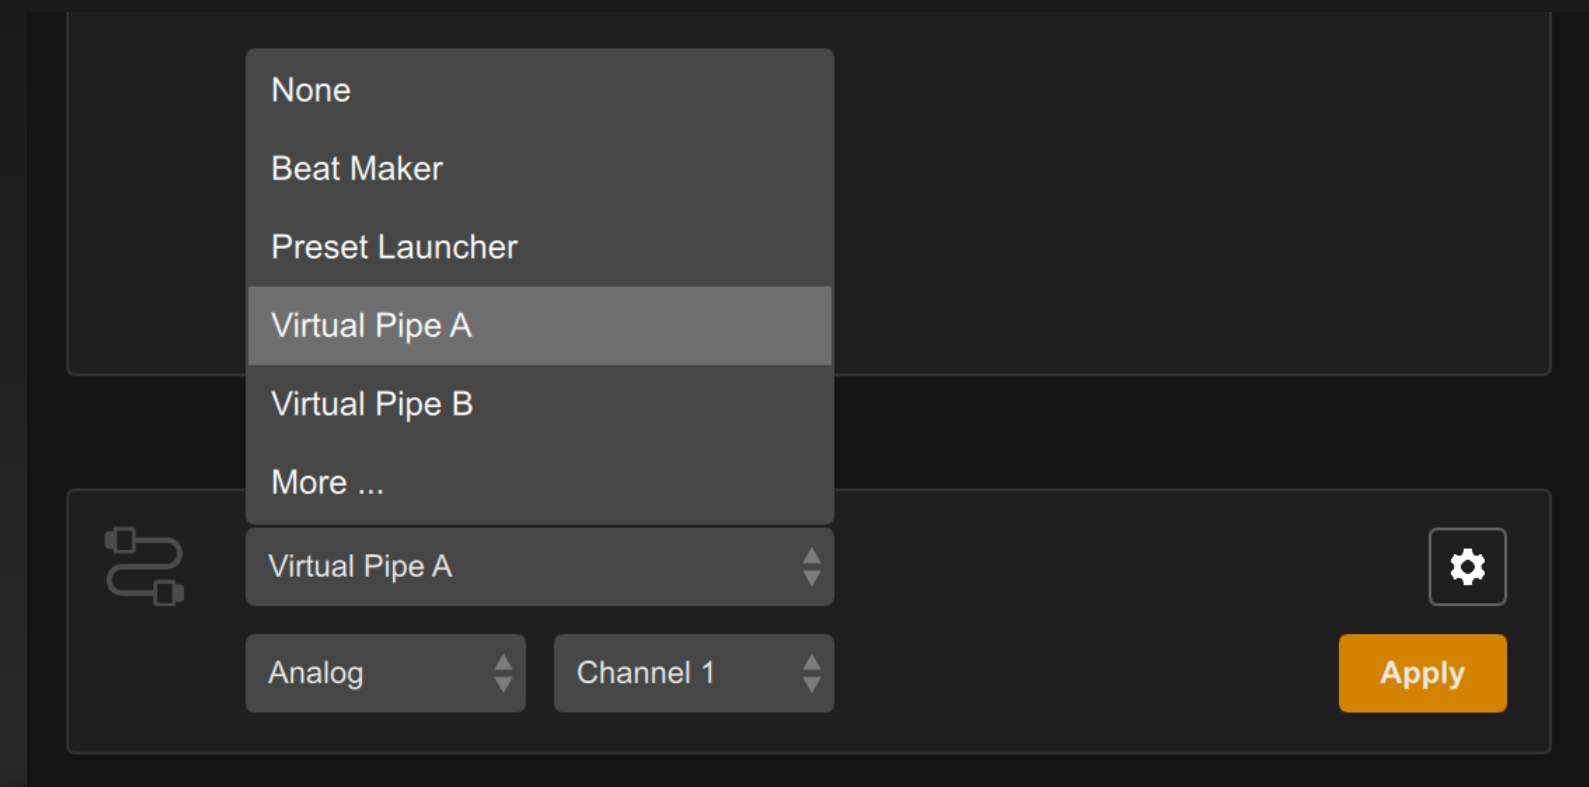 None
Beat Maker
Preset Launcher
Virtual Pipe A
Virtual Pipe B
More ...
Virtual Pipe A
Analog
Channel 1
Apply